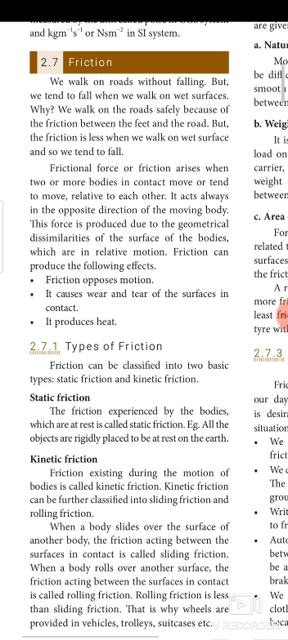 and kgm⁻¹s⁻¹ or Nsm⁻² in SI system.
2.7 Friction
We walk on roads without falling. But,
we tend to fall when we walk on wet surfaces.
Why? We walk on the roads safely because of
the friction between the feet and the road. But,
the friction is less when we walk on wet surface
and so we tend to fall.
Frictional force or friction arises when
two or more bodies in contact move or tend
to move, relative to each other. It acts always
in the opposite direction of the moving body.
This force is produced due to the geometrical
dissimilarities of the surface of the bodies,
which are in relative motion. Friction can
produce the following effects.
• Friction opposes motion.
• It causes wear and tear of the surfaces in
contact.
• It produces heat.
2.7.1 Types of Friction
Friction can be classified into two basic
types: static friction and kinetic friction.
Static friction
The friction experienced by the bodies,
which are at rest is called static friction. Eg. All the
objects are rigidly placed to be at rest on the earth.
Kinetic friction
Friction existing during the motion of
bodies is called kinetic friction. Kinetic friction
can be further classified into sliding friction and
rolling friction.
When a body slides over the surface of
another body, the friction acting between the
surfaces in contact is called sliding friction.
When a body rolls over another surface, the
friction acting between the surfaces in contact
is called rolling friction. Rolling friction is less
than sliding friction. That is why wheels are
provided in vehicles, trolleys, suitcases etc.
are give
a. Natu
Mo
be diffi
smooth
between
b. Weig
It is
load on
carrier,
weight
between
c. Area
For
related t
surfaces
the frict
A r
more fri
least fric
tyre with
2.7.3
Fric
our day
is desira
situation
• We
frict
• We c
The
grou
• Writ
to fr
• Auto
betw
be a
brak
• We
cloth
beca
V RECORDER